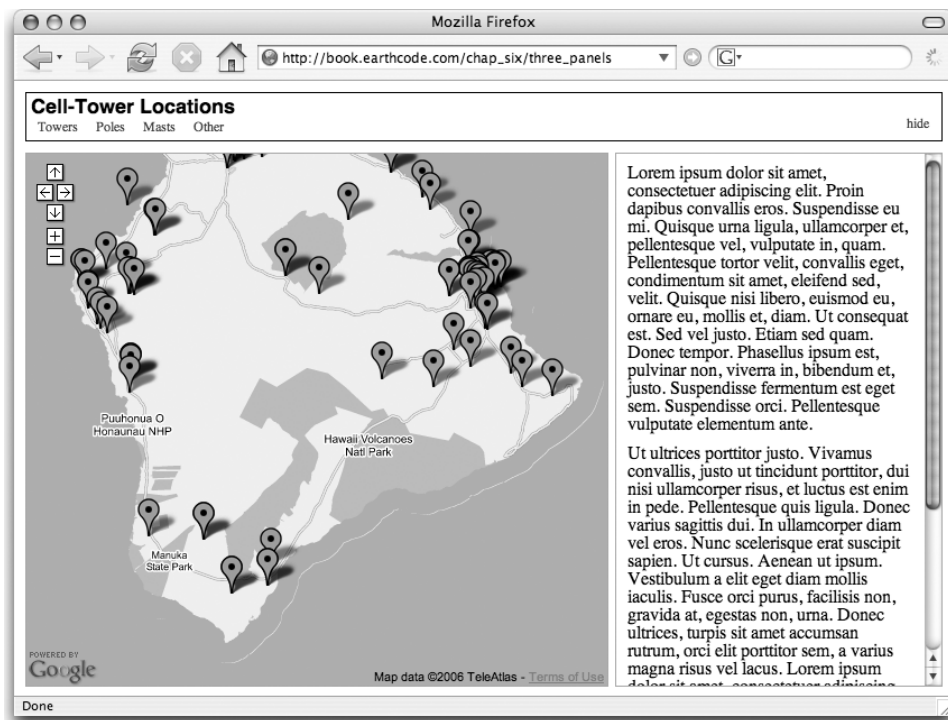 Mozilla Firefox
http://book.earthcode.com/chap_six/three_panels
G
Cell-Tower Locations
Towers Poles Masts Other
hide
Puuhonua O
Honaunau NHP
Hawaii Volcanoes
Natl Park
Manuka
State Park
POWERED BY
Google
Map data ©2006 TeleAtlas - Terms of Use
Lorem ipsum dolor sit amet,
consectetuer adipiscing elit. Proin
dapibus convallis eros. Suspendisse eu
mi. Quisque urna ligula, ullamcorper et,
pellentesque vel, vulputate in, quam.
Pellentesque tortor velit, convallis eget,
condimentum sit amet, eleifend sed,
velit. Quisque nisi libero, euismod eu,
ornare eu, mollis et, diam. Ut consequat
est. Sed vel justo. Etiam sed quam.
Donec tempor. Phasellus ipsum est,
pulvinar non, viverra in, bibendum et,
justo. Suspendisse fermentum est eget
sem. Suspendisse orci. Pellentesque
vulputate elementum ante.
Ut ultrices porttitor justo. Vivamus
convallis, justo ut tincidunt porttitor, dui
nisi ullamcorper risus, et luctus est enim
in pede. Pellentesque quis ligula. Donec
varius sagittis dui. In ullamcorper diam
vel eros. Nunc scelerisque erat suscipit
sapien. Ut cursus. Aenean ut ipsum.
Vestibulum a elit eget diam mollis
iaculis. Fusce orci purus, facilisis non,
gravida at, egestas non, urna. Donec
ultrices, turpis sit amet accumsan
rutrum, orci elit porttitor sem, a varius
magna risus vel lacus. Lorem ipsum
dolor sit amet, consectetuer adipiscing
Done